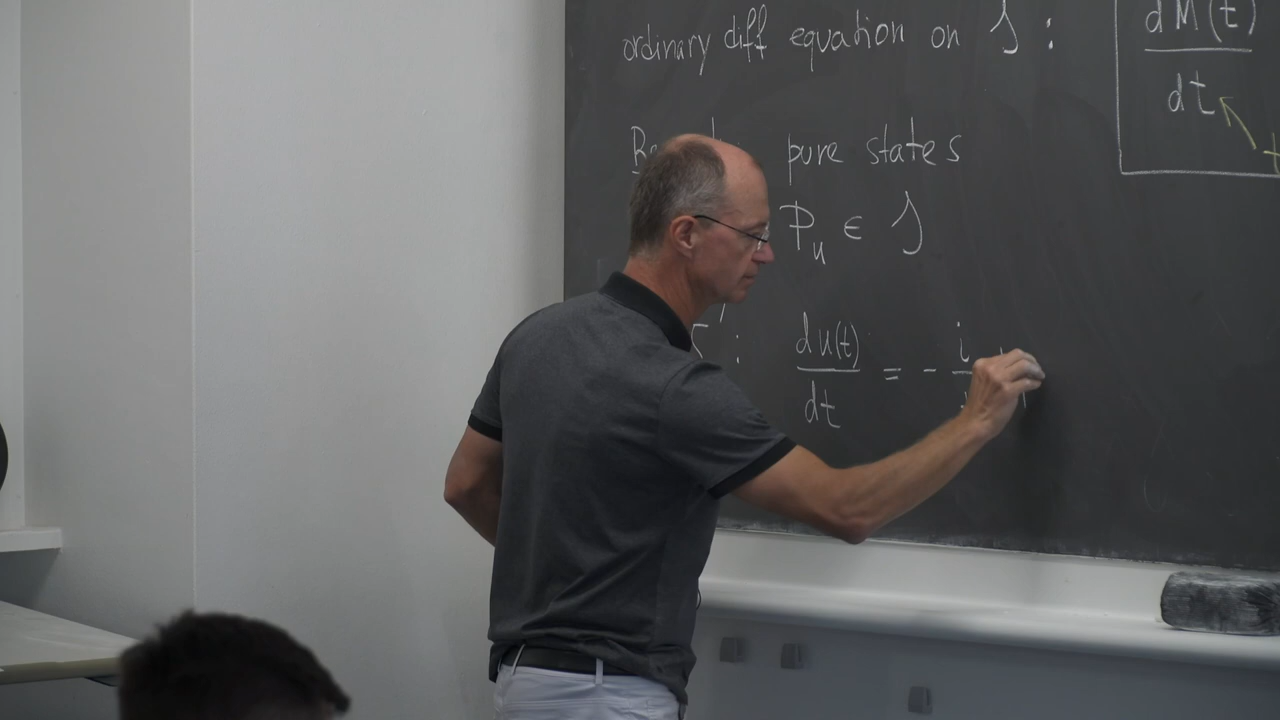 ordinary diff equation on S :
dM(t)
dt
pure states
P_u ∈ S
: du(t)/dt = - i